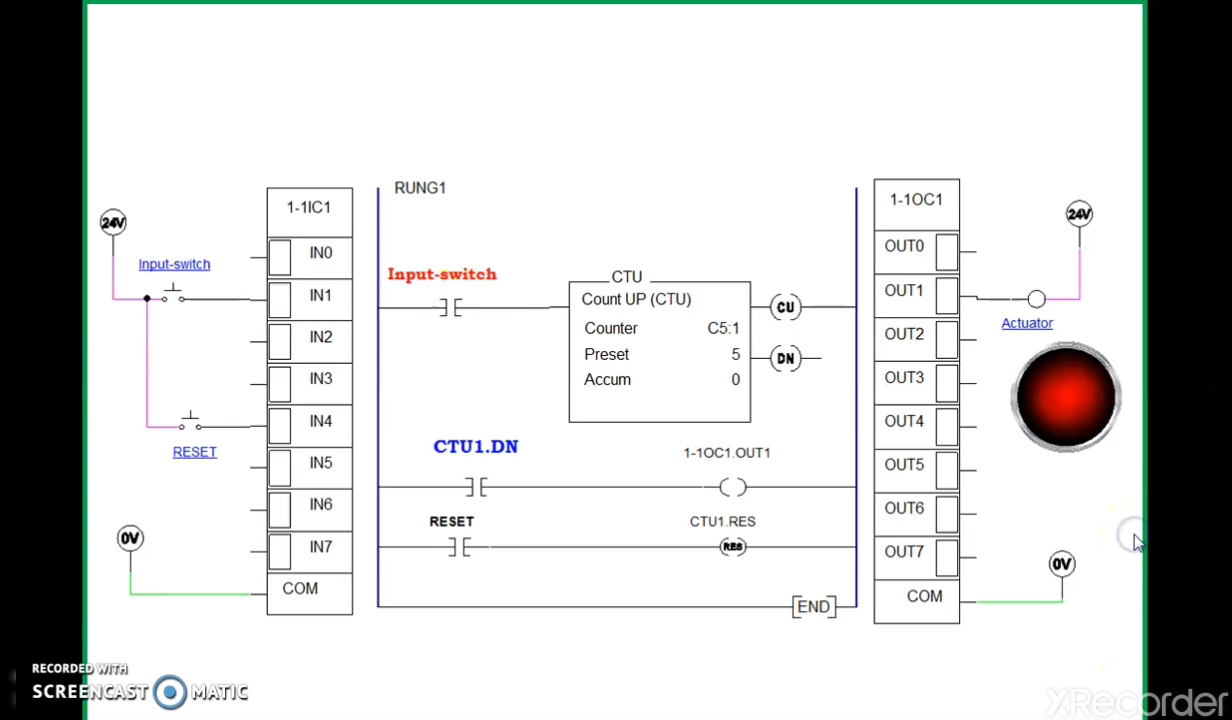 RUNG1
1-1IC1
1-1OC1
24V
24V
IN0
OUT0
Input-switch
Input-switch
CTU
IN1
Count UP (CTU)
CU
OUT1
Counter C5:1
Actuator
IN2
OUT2
Preset 5
DN
IN3
Accum 0
OUT3
IN4
OUT4
RESET
CTU1.DN
1-1OC1.OUT1
IN5
OUT5
IN6
OUT6
RESET
CTU1.RES
0V
IN7
RES
OUT7
0V
COM
COM
END
RECORDED WITH
SCREENCAST MATIC
XRecorder